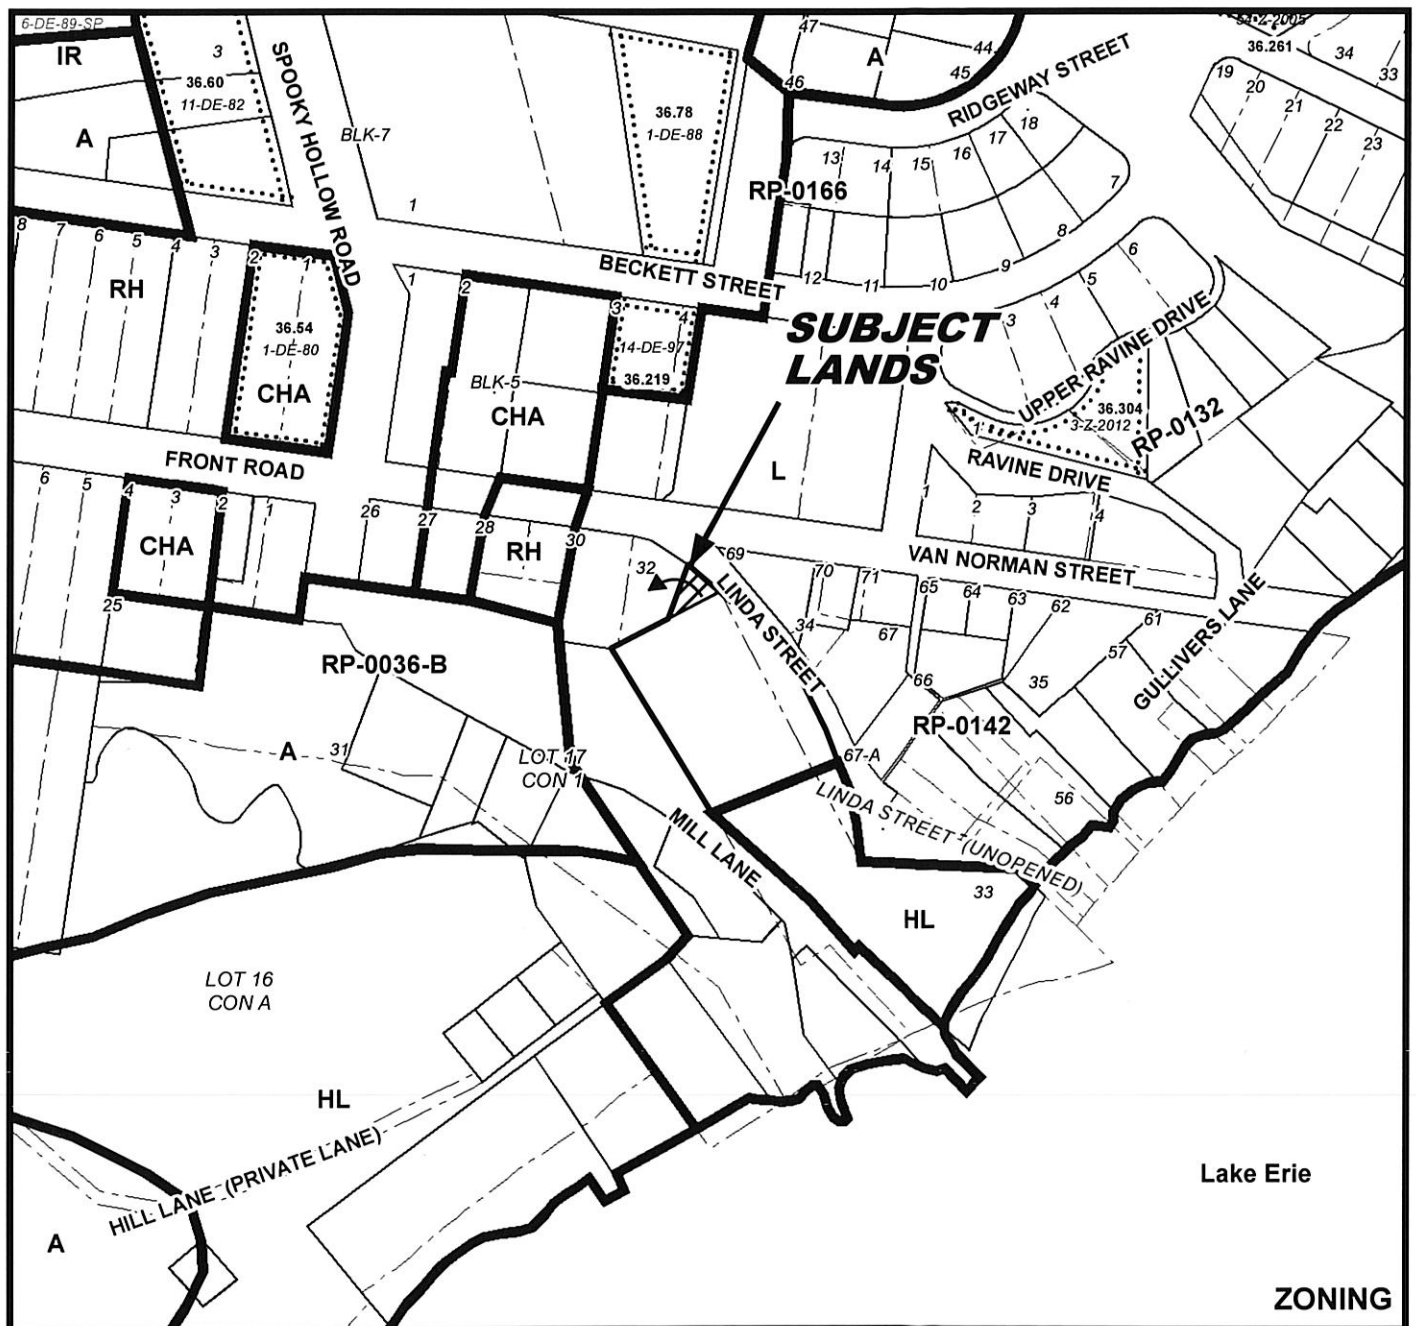 6-DE-89-SP
IR
3
36.60
11-DE-82
A
SPOOKY HOLLOW ROAD
BLK-7
1
36.78
1-DE-88
47
46
A
44
45
RIDGEWAY STREET
54-Z-2005
36.261
34
33
19
20
21
22
23
13
14
15
16
17
18
7
RP-0166
12
11
10
9
8
6
5
4
3
8
7
6
5
4
3
2
1
RH
36.54
1-DE-80
CHA
BECKETT STREET
1
2
3
4
14-DE-97
36.219
BLK-5
CHA
SUBJECT
LANDS
UPPER RAVINE DRIVE
36.304
3-Z-2012
1
RP-0132
RAVINE DRIVE
L
FRONT ROAD
6
5
4
3
2
1
CHA
25
26
27
28
RH
30
32
1
2
3
4
VAN NORMAN STREET
69
70
71
65
64
63
62
61
LINDA STREET
34
67
66
35
57
GULLIVERS LANE
RP-0036-B
RP-0142
A
31
LOT 17
CON 1
67-A
LINDA STREET (UNOPENED)
56
MILL LANE
33
HL
LOT 16
CON A
HL
HILL LANE (PRIVATE LANE)
A
Lake Erie
ZONING